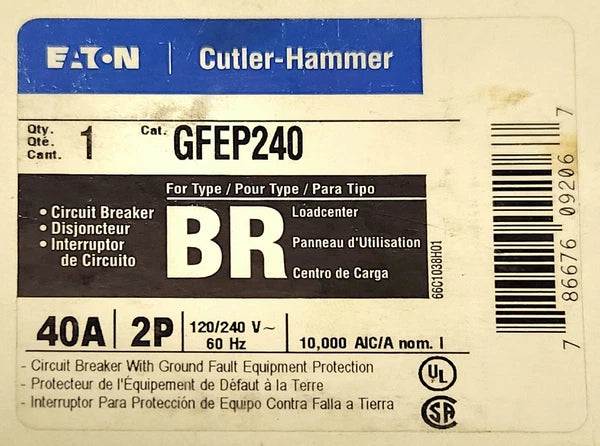 EATON | Cutler-Hammer
Qty.
Qté.
Cant.
1
Cat. GFEP240
For Type / Pour Type / Para Tipo
• Circuit Breaker
• Disjoncteur
• Interruptor
de Circuito
BR
Loadcenter
Panneau d'Utilisation
Centro de Carga
66C1038H01
40A
2P
120/240 V~
60 Hz
10,000 AIC/A nom. I
- Circuit Breaker With Ground Fault Equipment Protection
- Protecteur de l'Équipement de Défaut à la Terre
- Interruptor Para Protección de Equipo Contra Falla a Tierra
UL
SA
7 86676 09206 7